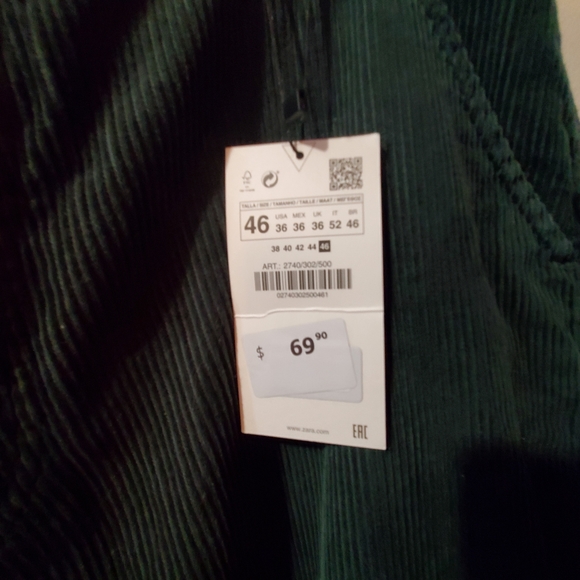 TALLA / SIZE / TAMANHO / TAILLE / MAAT / МЕГЕФОС
46 USA 36 MEX 36 UK 36 IT 52 BR 46
38 40 42 44 46
ART.: 2740/302/500
02740302500461
$ 69 90
www.zara.com
EAC